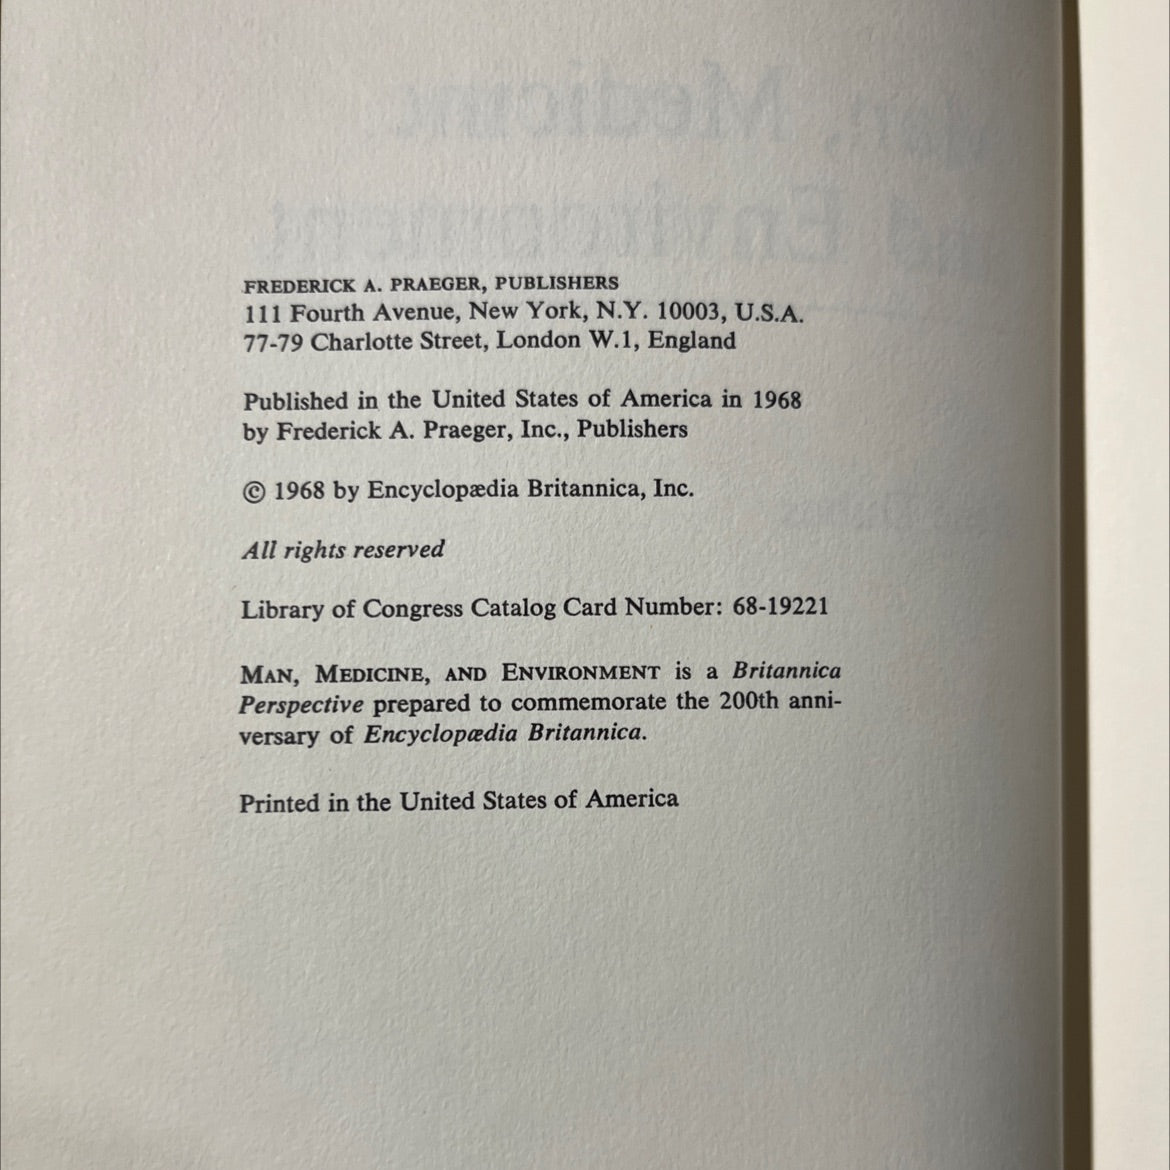 FREDERICK A. PRAEGER, PUBLISHERS
111 Fourth Avenue, New York, N.Y. 10003, U.S.A.
77-79 Charlotte Street, London W.1, England
Published in the United States of America in 1968
by Frederick A. Praeger, Inc., Publishers
© 1968 by Encyclopædia Britannica, Inc.
All rights reserved
Library of Congress Catalog Card Number: 68-19221
MAN, MEDICINE, AND ENVIRONMENT is a Britannica
Perspective prepared to commemorate the 200th anni-
versary of Encyclopædia Britannica.
Printed in the United States of America